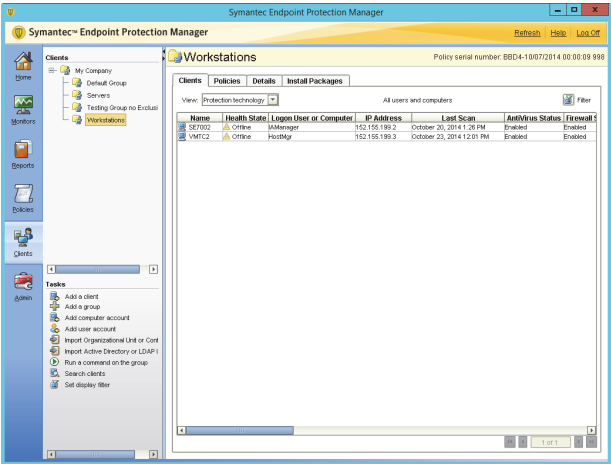 Symantec Endpoint Protection Manager
Symantec™ Endpoint Protection Manager
Refresh Help Log Off
Home
Monitors
Reports
Policies
Clients
Admin
Clients
My Company
Default Group
Servers
Testing Group no Exclusi
Workstations
Tasks
Add a client
Add a group
Add computer account
Add user account
Import Organizational Unit or Cont
Import Active Directory or LDAP U
Run a command on the group
Search clients
Set display filter
Workstations
Policy serial number: BBD4-10/07/2014 00:00:09 998
Clients Policies Details Install Packages
View: Protection technology All users and computers Filter
Name Health State Logon User or Computer IP Address Last Scan AntiVirus Status Firewall S
SE7002 Offline IAManager 152.155.199.2 October 20, 2014 1:26 PM Enabled Enabled
VMTC2 Offline HostMgr 152.155.199.3 October 23, 2014 12:01 PM Enabled Enabled
1 of 1